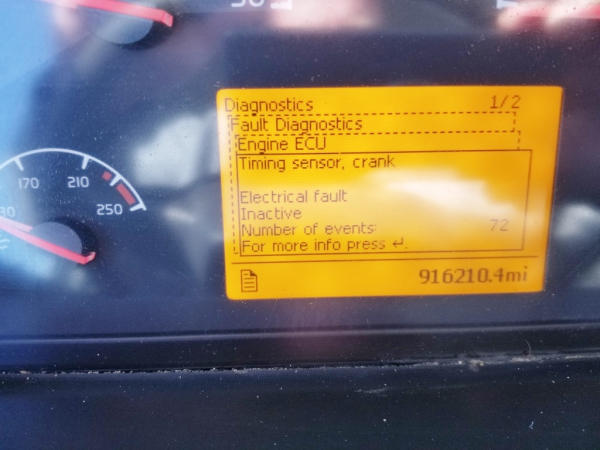 Diagnostics 1/2
Fault Diagnostics
Engine ECU
Timing sensor, crank
Electrical fault
Inactive
Number of events: 72
For more info press ↵.
916210.4mi
170 210
250